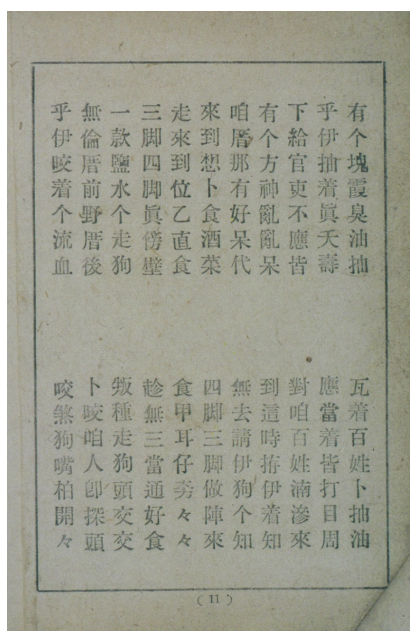 有个塊霞臭油抽　瓦着百姓卜抽油
乎伊抽着眞夭壽　應當着皆打目周
下給官吏不應皆　對咱百姓湳滲來
有个方神亂亂呆　到這時拵伊着知
咱厝那有好呆代　無去請伊狗个知
來到想卜食酒菜　四脚三脚做陣來
走來到位乙直食　食甲耳仔夯々々
三脚四脚眞傍壁　趁無三當通好食
一款鹽水个走狗　叛種走狗頭交交
無倫厝前野厝後　卜咬咱人卽探頭
乎伊咬着个流血　咬煞狗嘴柏開々
( 11 )